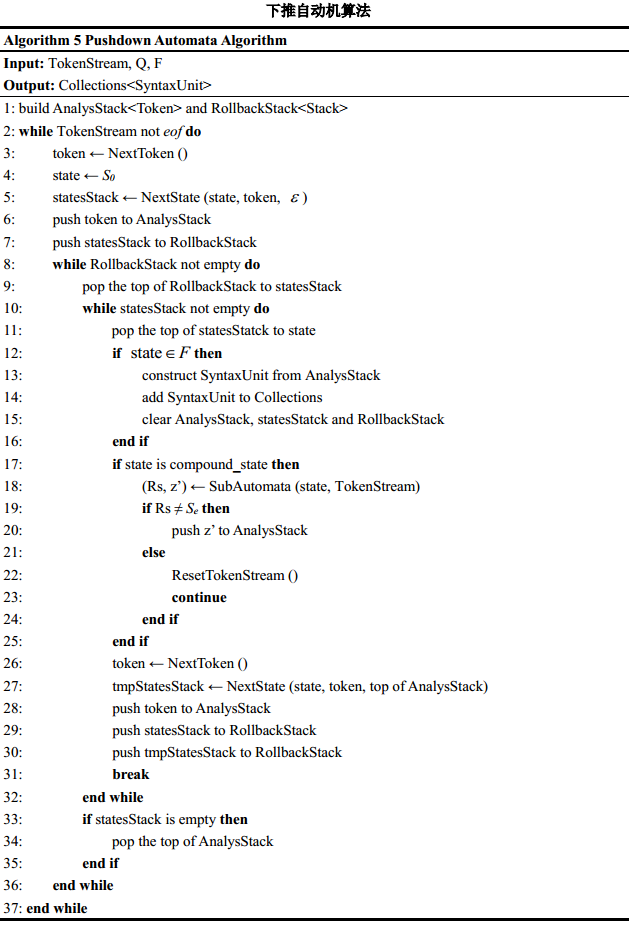 下推自动机算法
Algorithm 5 Pushdown Automata Algorithm
Input: TokenStream, Q, F
Output: Collections<SyntaxUnit>
1: build AnalysStack<Token> and RollbackStack<Stack>
2: while TokenStream not eof do
3: token ← NextToken ()
4: state ← S₀
5: statesStack ← NextState (state, token, ε )
6: push token to AnalysStack
7: push statesStack to RollbackStack
8: while RollbackStack not empty do
9: pop the top of RollbackStack to statesStack
10: while statesStack not empty do
11: pop the top of statesStatck to state
12: if state ∈ F then
13: construct SyntaxUnit from AnalysStack
14: add SyntaxUnit to Collections
15: clear AnalysStack, statesStatck and RollbackStack
16: end if
17: if state is compound_state then
18: (Rs, z’) ← SubAutomata (state, TokenStream)
19: if Rs ≠ Sₑ then
20: push z’ to AnalysStack
21: else
22: ResetTokenStream ()
23: continue
24: end if
25: end if
26: token ← NextToken ()
27: tmpStatesStack ← NextState (state, token, top of AnalysStack)
28: push token to AnalysStack
29: push statesStack to RollbackStack
30: push tmpStatesStack to RollbackStack
31: break
32: end while
33: if statesStack is empty then
34: pop the top of AnalysStack
35: end if
36: end while
37: end while